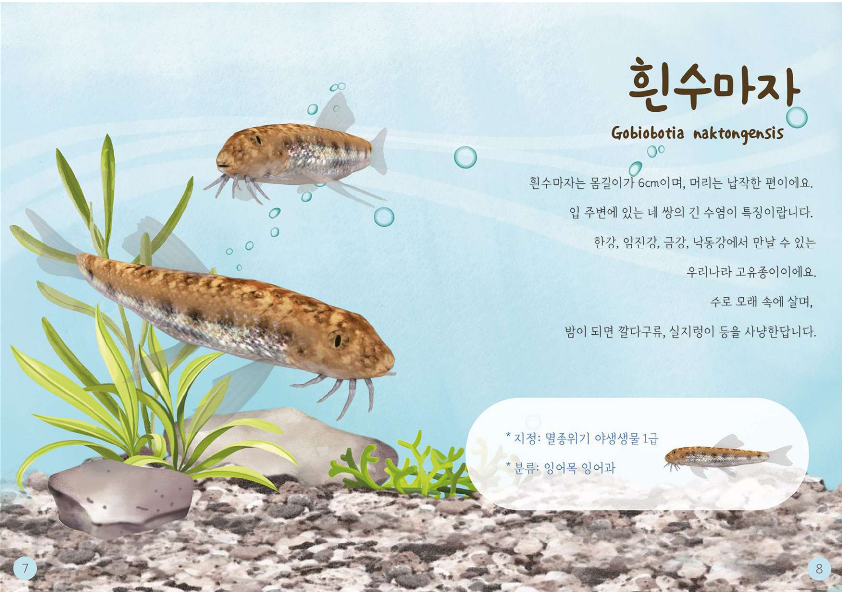 흰수마자
Gobiobotia naktongensis
흰수마자는 몸길이가 6cm이며, 머리는 납작한 편이에요.
입 주변에 있는 네 쌍의 긴 수염이 특징이랍니다.
한강, 임진강, 금강, 낙동강에서 만날 수 있는
우리나라 고유종이이에요.
주로 모래 속에 살며,
밤이 되면 깔다구류, 실지렁이 등을 사냥한답니다.
* 지정: 멸종위기 야생생물 1급
* 분류: 잉어목 잉어과
7
8